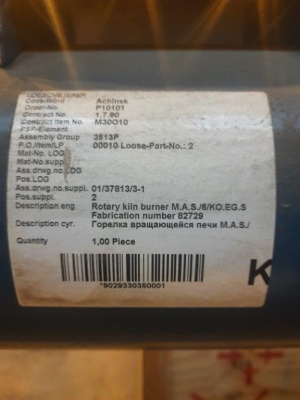 Code/Word Achinsk
Order-No. P10101
Contract No. 1.7.80
Contract Item No. M30O10
PSP-Element
Assembly Group 3513P
P.O./Item/LP 00010 Loose-Part-No.: 2
Mat-No. LOG
Mat-No.suppl
Ass.drwg.no.LOG
Pos.LOG
Ass.drwg.no.suppl. 01/37813/3-1
Pos.suppl. 2
Description eng. Rotary kiln burner M.A.S./6/KO.EG.S
Fabrication number 82729
Description cyr. Горелка вращающейся печи M.A.S./
Quantity 1,00 Piece
*9029330350001
K